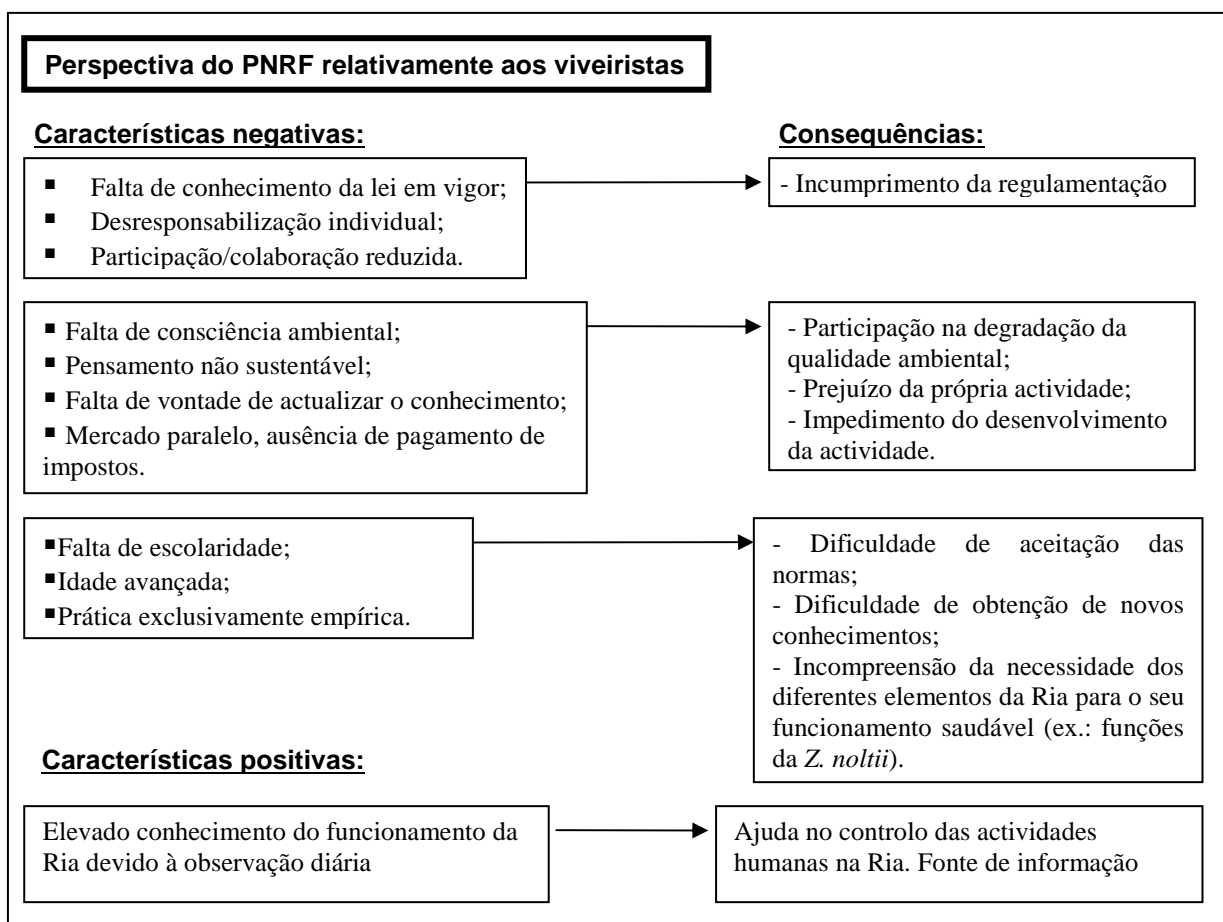 Perspectiva do PNRF relativamente aos viveiristas
Características negativas:
Consequências:
▪ Falta de conhecimento da lei em vigor;
▪ Desresponsabilização individual;
▪ Participação/colaboração reduzida.
- Incumprimento da regulamentação
▪ Falta de consciência ambiental;
▪ Pensamento não sustentável;
▪ Falta de vontade de actualizar o conhecimento;
▪ Mercado paralelo, ausência de pagamento de
impostos.
- Participação na degradação da
qualidade ambiental;
- Prejuízo da própria actividade;
- Impedimento do desenvolvimento
da actividade.
▪Falta de escolaridade;
▪Idade avançada;
▪Prática exclusivamente empírica.
- Dificuldade de aceitação das
normas;
- Dificuldade de obtenção de novos
conhecimentos;
- Incompreensão da necessidade dos
diferentes elementos da Ria para o seu
funcionamento saudável (ex.: funções
da Z. noltii).
Características positivas:
Elevado conhecimento do funcionamento da
Ria devido à observação diária
Ajuda no controlo das actividades
humanas na Ria. Fonte de informação